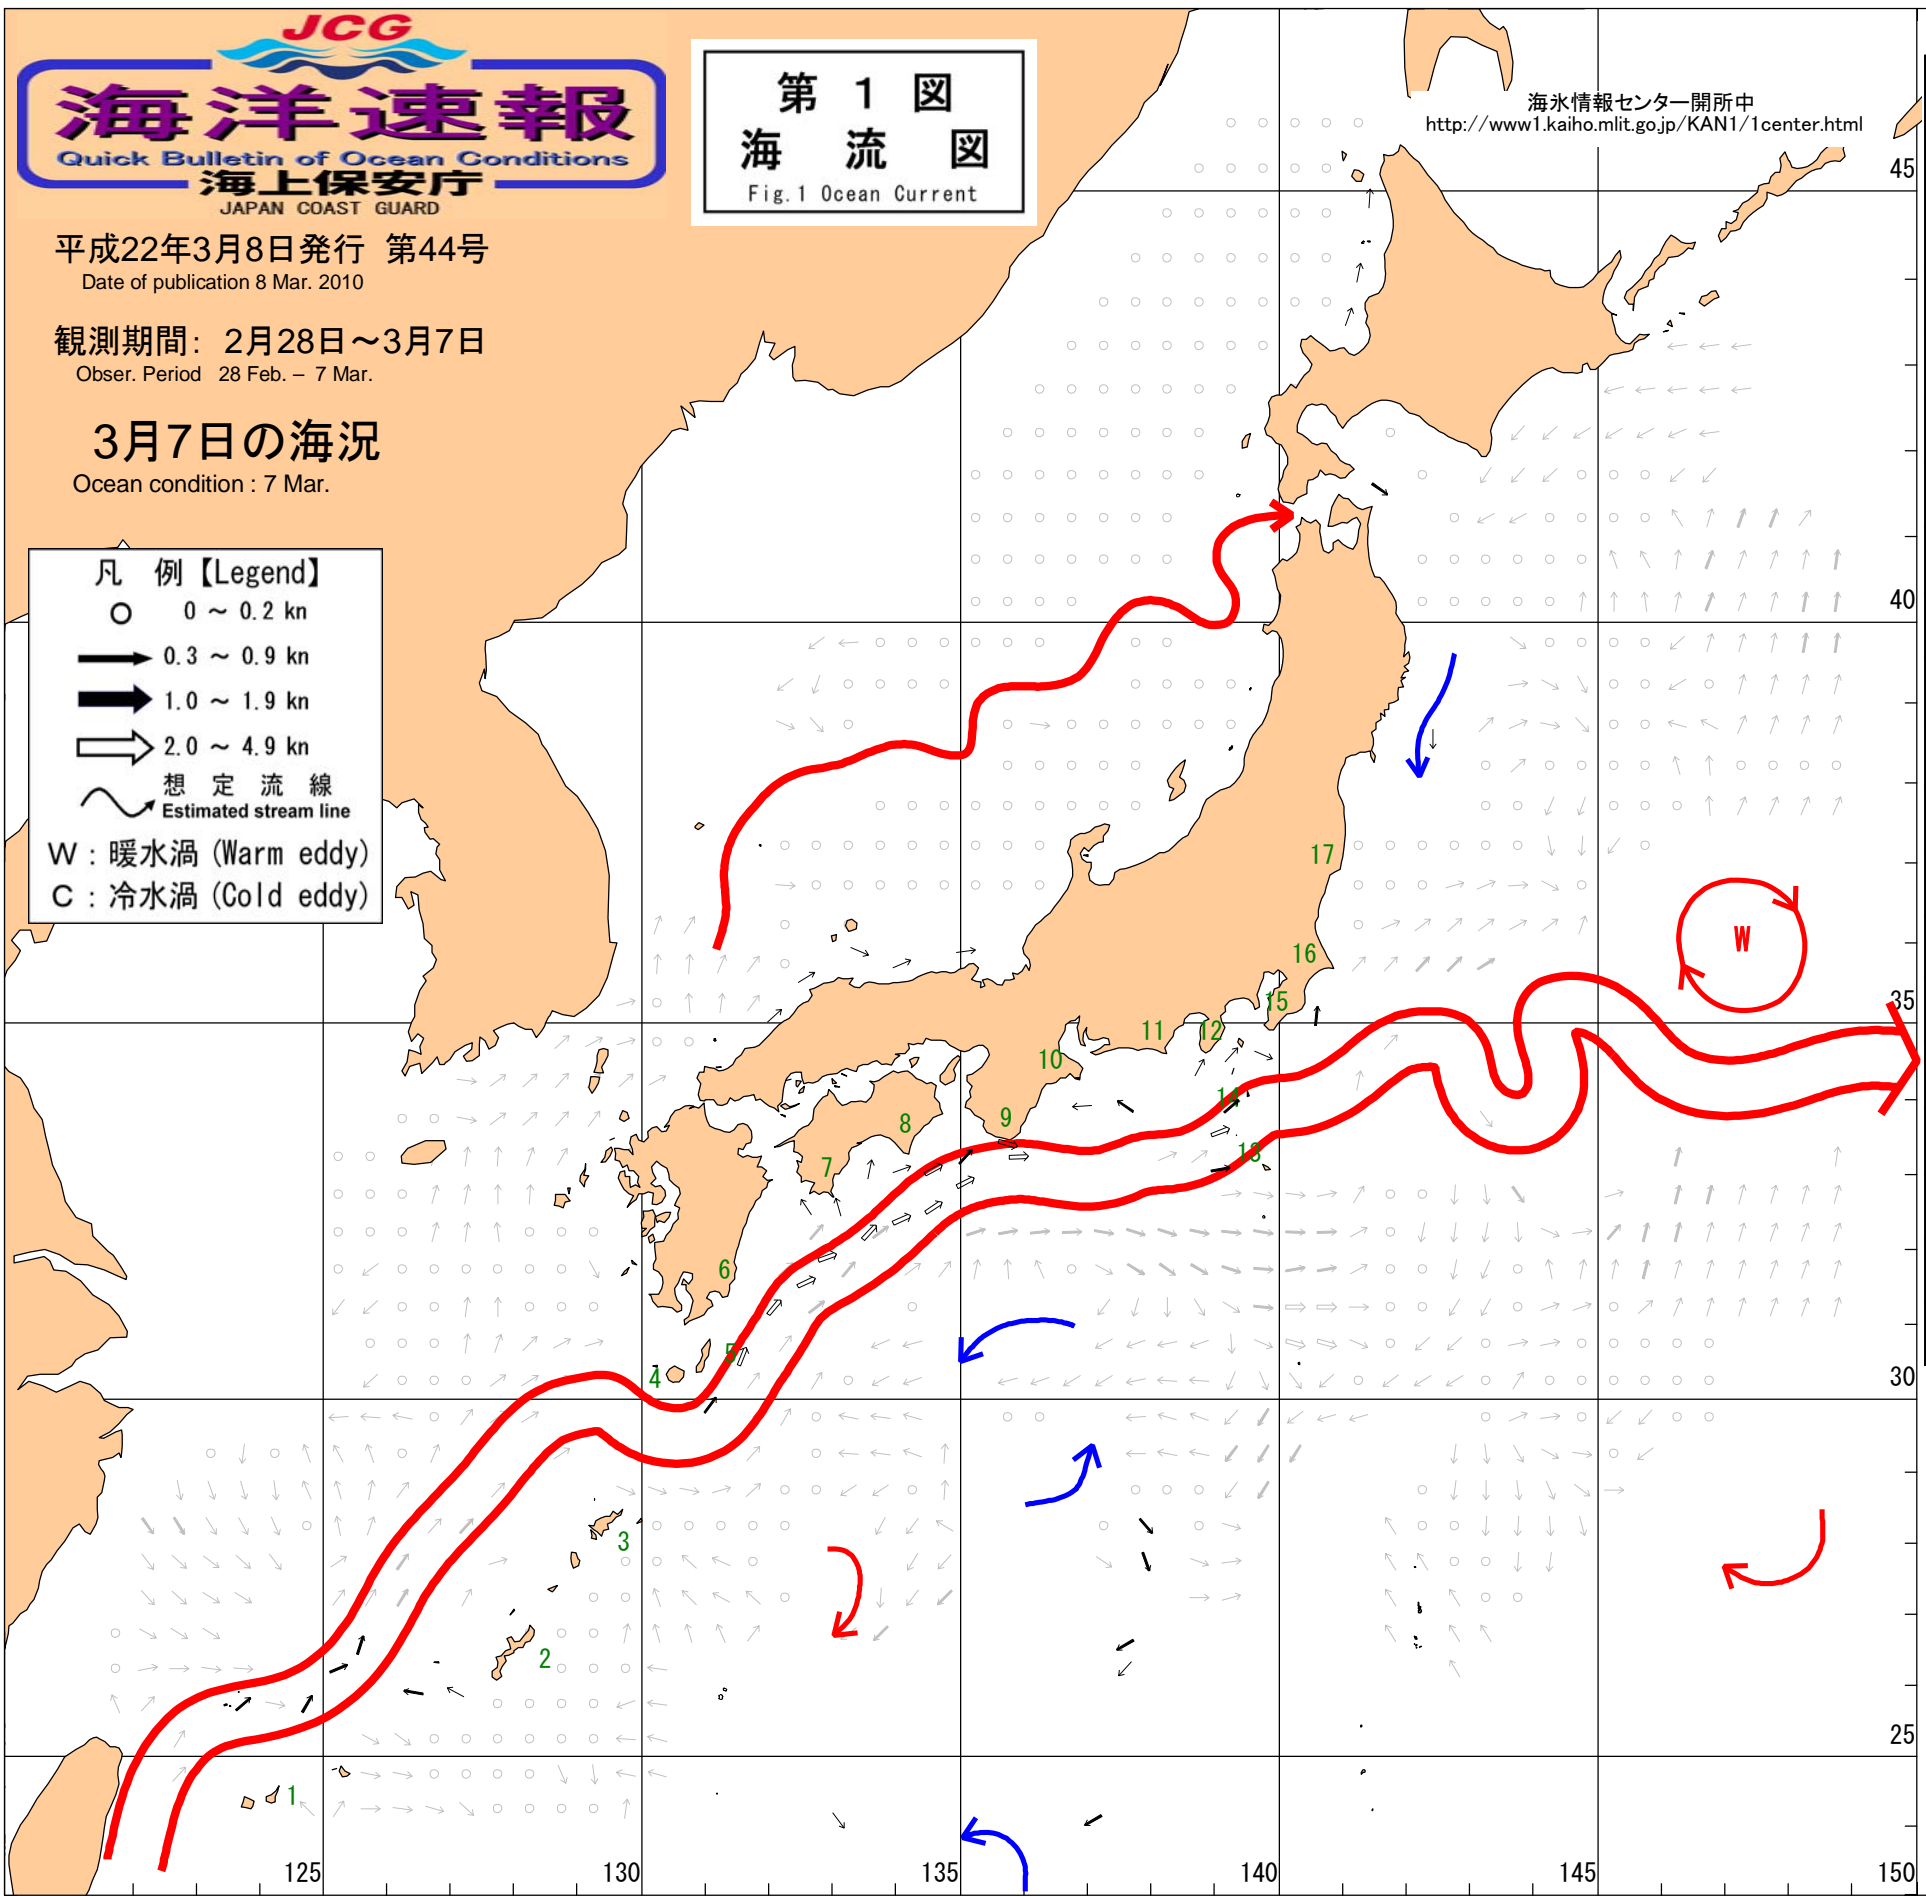 JCG
海洋速報
Quick Bulletin of Ocean Conditions
海上保安庁
JAPAN COAST GUARD
第 1 図
海 流 図
Fig.1 Ocean Current
海氷情報センター開所中
http://www1.kaiho.mlit.go.jp/KAN1/1center.html
平成22年3月8日発行 第44号
Date of publication 8 Mar. 2010
観測期間: 2月28日～3月7日
Obser. Period 28 Feb. – 7 Mar.
3月7日の海況
Ocean condition : 7 Mar.
凡 例【Legend】
0 ～ 0.2 kn
0.3 ～ 0.9 kn
1.0 ～ 1.9 kn
2.0 ～ 4.9 kn
想 定 流 線
Estimated stream line
W : 暖水渦 (Warm eddy)
C : 冷水渦 (Cold eddy)
45
40
17
W
16
35
15
12
11
10
14
9
8
13
7
6
5
4
30
3
2
25
1
125
130
135
140
145
150